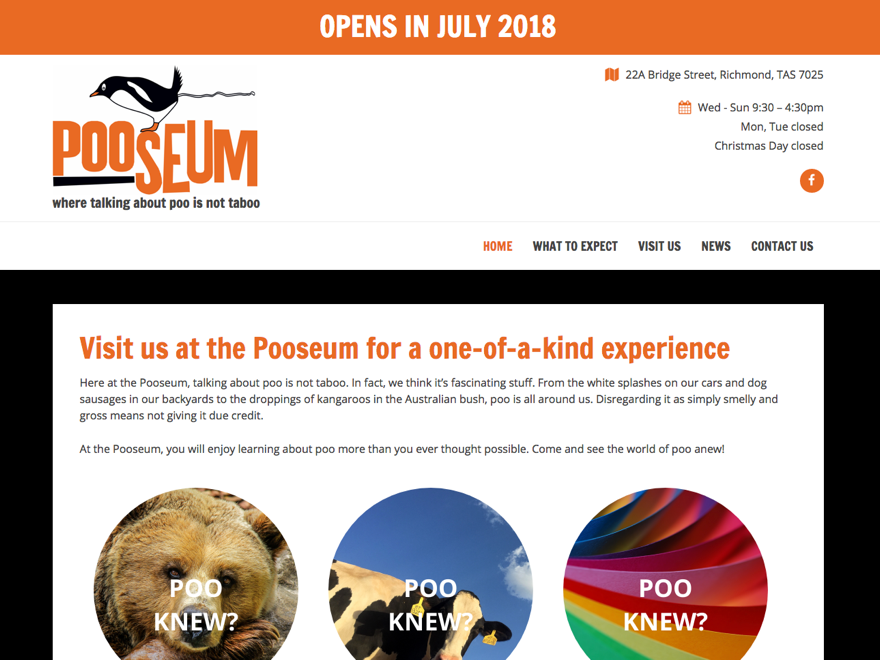 OPENS IN JULY 2018
POOSEUM
where talking about poo is not taboo
22A Bridge Street, Richmond, TAS 7025
Wed - Sun 9:30 – 4:30pm
Mon, Tue closed
Christmas Day closed
HOME WHAT TO EXPECT VISIT US NEWS CONTACT US
Visit us at the Pooseum for a one-of-a-kind experience
Here at the Pooseum, talking about poo is not taboo. In fact, we think it’s fascinating stuff. From the white splashes on our cars and dog
sausages in our backyards to the droppings of kangaroos in the Australian bush, poo is all around us. Disregarding it as simply smelly and
gross means not giving it due credit.
At the Pooseum, you will enjoy learning about poo more than you ever thought possible. Come and see the world of poo anew!
POO
KNEW?
POO
KNEW?
POO
KNEW?